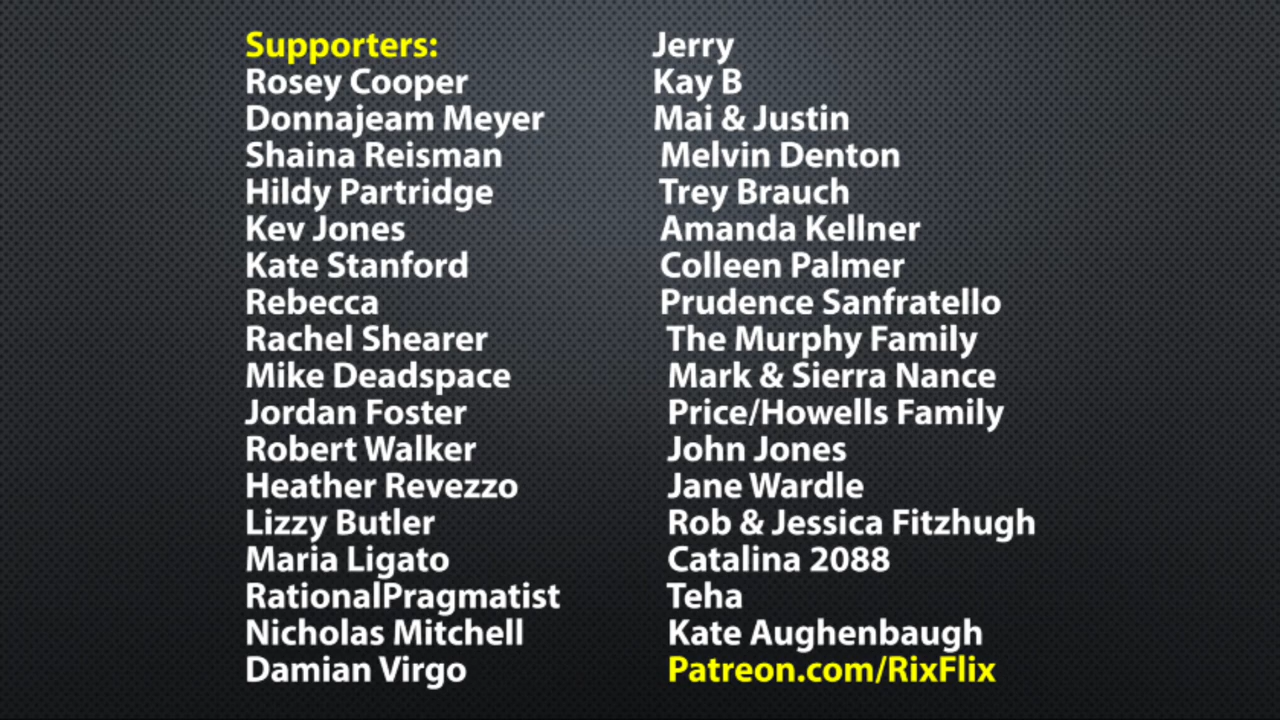 Supporters:
Rosey Cooper
Donnajeam Meyer
Shaina Reisman
Hildy Partridge
Kev Jones
Kate Stanford
Rebecca
Rachel Shearer
Mike Deadspace
Jordan Foster
Robert Walker
Heather Revezzo
Lizzy Butler
Maria Ligato
RationalPragmatist
Nicholas Mitchell
Damian Virgo
Jerry
Kay B
Mai & Justin
Melvin Denton
Trey Brauch
Amanda Kellner
Colleen Palmer
Prudence Sanfratello
The Murphy Family
Mark & Sierra Nance
Price/Howells Family
John Jones
Jane Wardle
Rob & Jessica Fitzhugh
Catalina 2088
Teha
Kate Aughenbaugh
Patreon.com/RixFlix